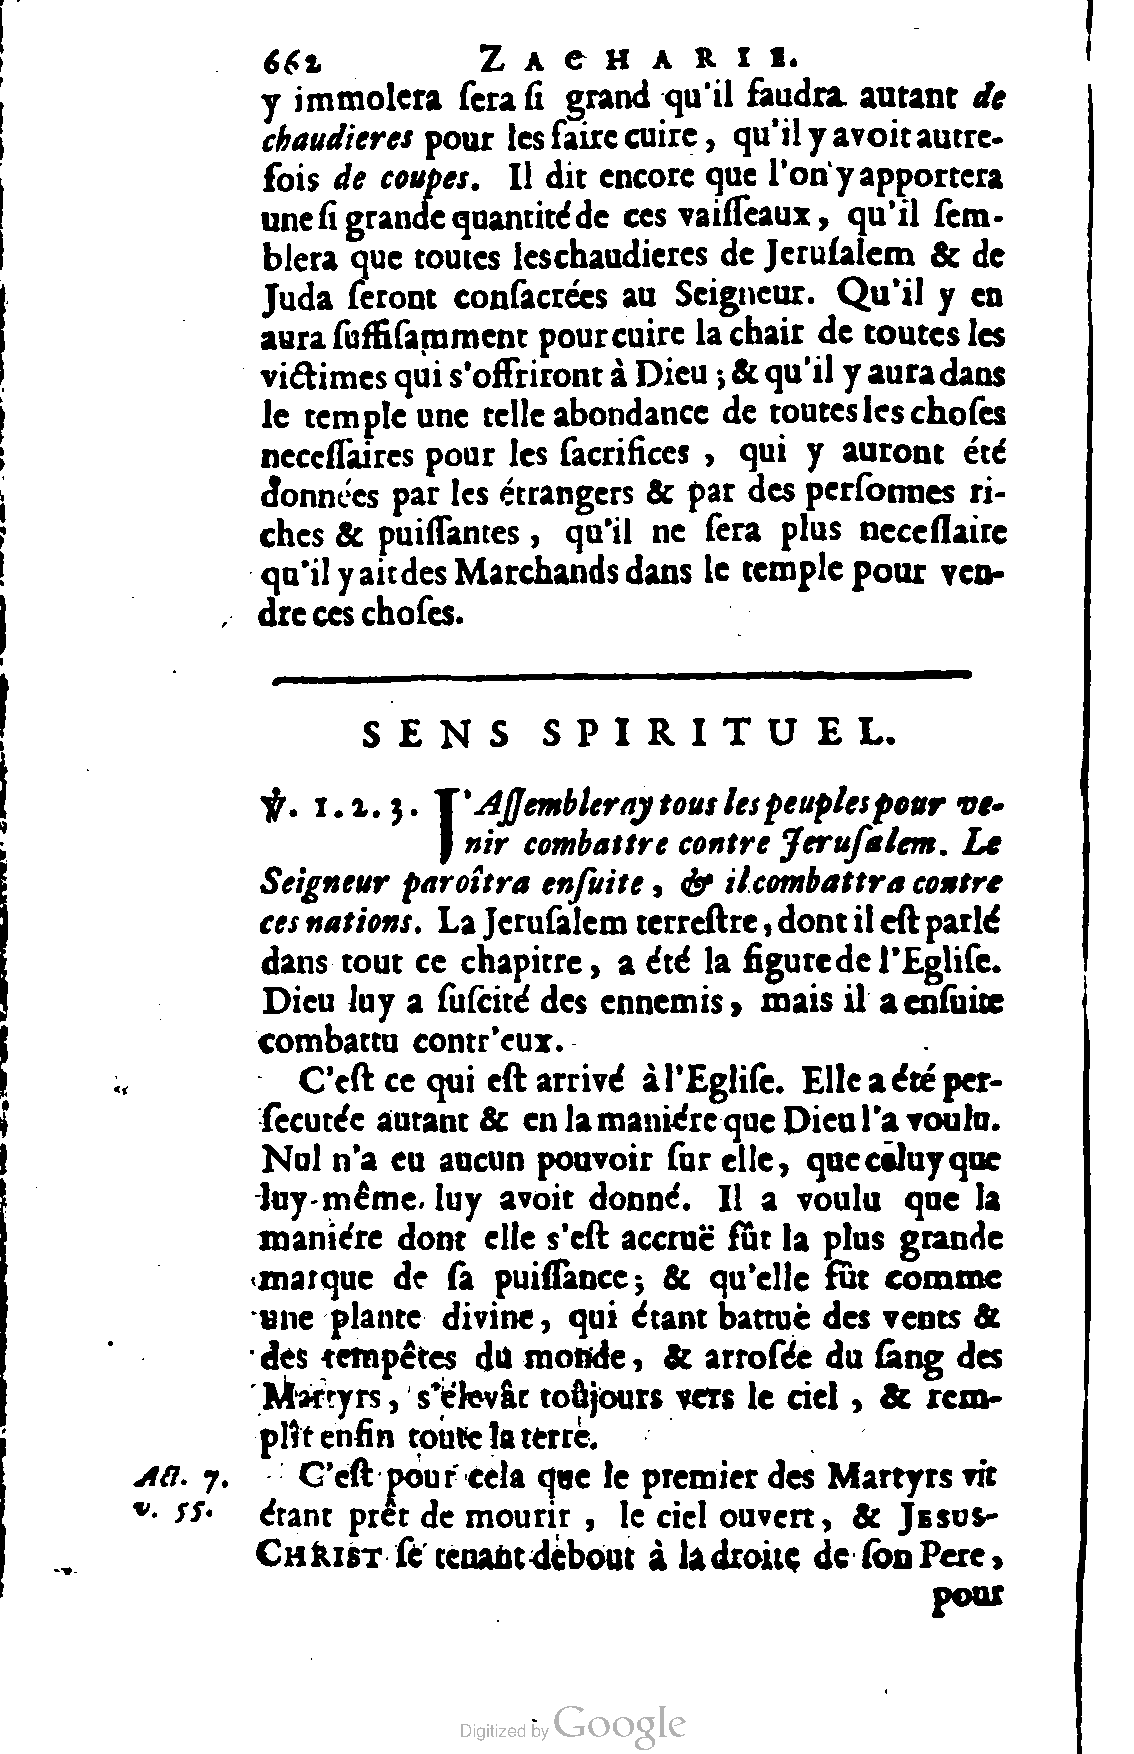 662 ZACHARIE.
y immolera ſera ſi grand qu'il faudra autant de
chaudieres pour les faire cuire, qu'il y avoit autre-
fois de coupes. Il dit encore que l'on y apportera
une ſi grande quantité de ces vaiſſeaux, qu'il ſem-
blera que toutes les chaudieres de Jeruſalem & de
Juda ſeront conſacrées au Seigneur. Qu'il y en
aura ſuffiſamment pour cuire la chair de toutes les
victimes qui s'offriront à Dieu; & qu'il y aura dans
le temple une telle abondance de toutes les choſes
neceſſaires pour les ſacrifices, qui y auront été
données par les étrangers & par des perſonnes ri-
ches & puiſſantes, qu'il ne ſera plus neceſſaire
qu'il y ait des Marchands dans le temple pour ven-
dre ces choſes.
SENS SPIRITUEL.
℣. 1. 2. 3. J'Aſſembleray tous les peuples pour ve-
nir combattre contre Jeruſalem. Le
Seigneur paroîtra enſuite, & il combattra contre
ces nations. La Jeruſalem terreſtre, dont il eſt parlé
dans tout ce chapitre, a été la figure de l'Egliſe.
Dieu luy a ſuſcité des ennemis, mais il a enſuite
combattu contr'eux.
C'eſt ce qui eſt arrivé à l'Egliſe. Elle a été per-
ſecutée autant & en la maniére que Dieu l'a voulu.
Nul n'a eu aucun pouvoir ſur elle, que celuy que
luy-même luy avoit donné. Il a voulu que la
maniére dont elle s'eſt accruë fût la plus grande
marque de ſa puiſſance; & qu'elle fût comme
une plante divine, qui étant battuë des vents &
des tempêtes du monde, & arroſée du ſang des
Martyrs, s'élevât toûjours vers le ciel, & rem-
plît enfin toute la terre.
Act. 7. C'eſt pour cela que le premier des Martyrs vit
v. 55. étant prêt de mourir, le ciel ouvert, & JESUS-
CHRIST ſe tenant debout à la droite de ſon Pere,
pour
Digitized by Google